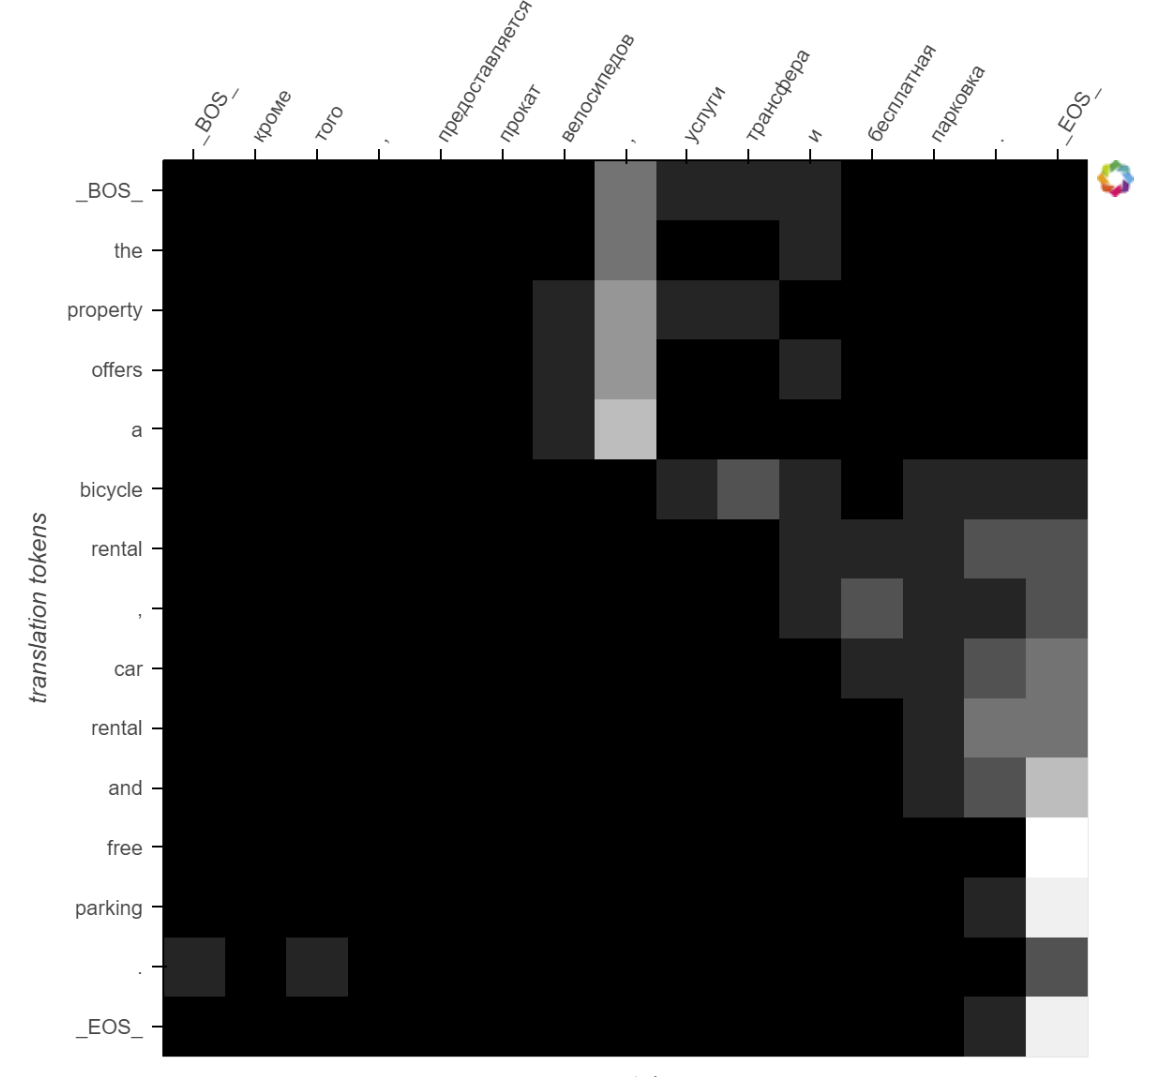 _BOS_ кроме того , предоставляется прокат велосипедов , услуги трансфера и бесплатная парковка . _EOS_
_BOS_
the
property
offers
a
bicycle
rental
,
car
rental
and
free
parking
.
_EOS_
translation tokens